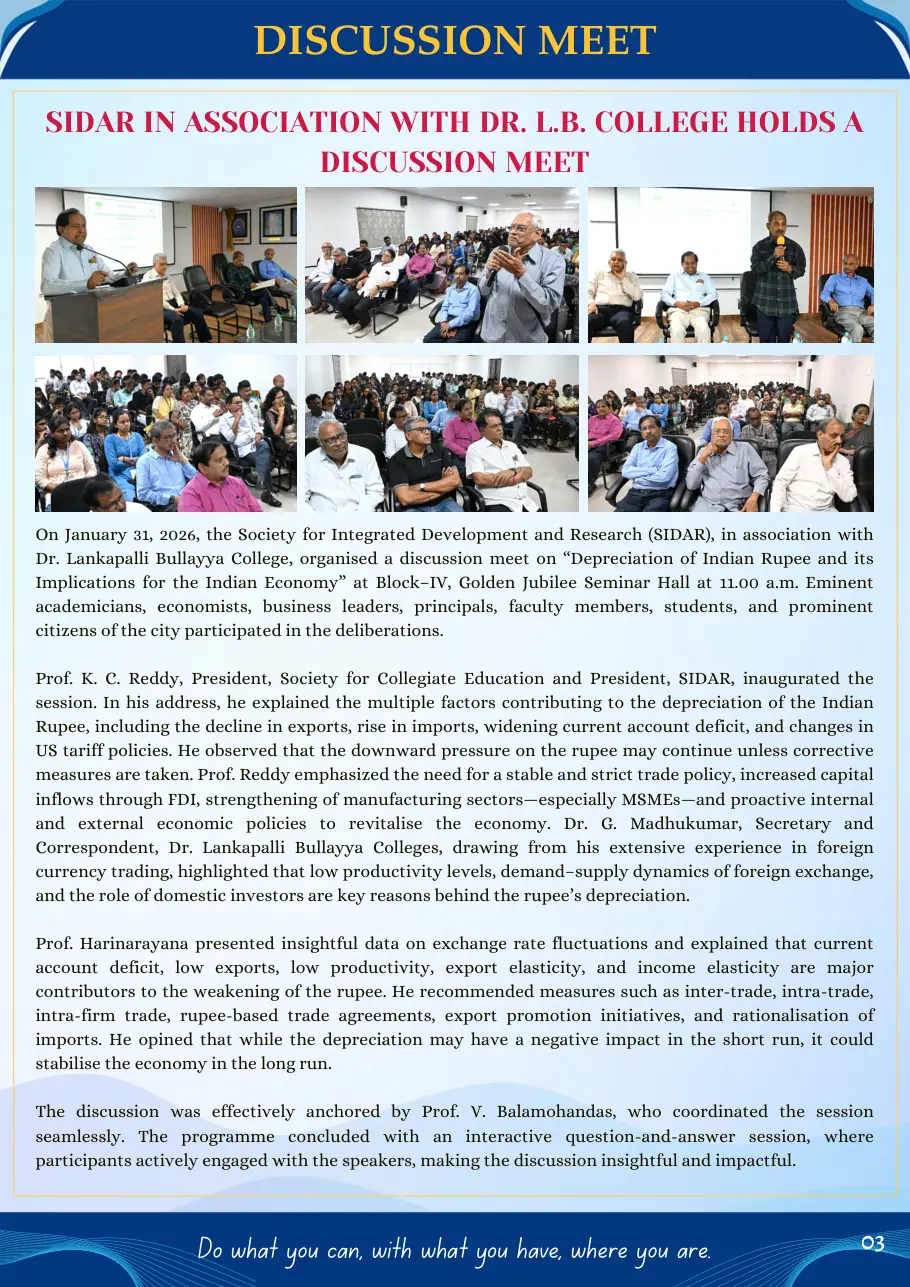 DISCUSSION MEET
SIDAR IN ASSOCIATION WITH DR. L.B. COLLEGE HOLDS A
DISCUSSION MEET
On January 31, 2026, the Society for Integrated Development and Research (SIDAR), in association with
Dr. Lankapalli Bullayya College, organised a discussion meet on “Depreciation of Indian Rupee and its
Implications for the Indian Economy” at Block–IV, Golden Jubilee Seminar Hall at 11.00 a.m. Eminent
academicians, economists, business leaders, principals, faculty members, students, and prominent
citizens of the city participated in the deliberations.
Prof. K. C. Reddy, President, Society for Collegiate Education and President, SIDAR, inaugurated the
session. In his address, he explained the multiple factors contributing to the depreciation of the Indian
Rupee, including the decline in exports, rise in imports, widening current account deficit, and changes in
US tariff policies. He observed that the downward pressure on the rupee may continue unless corrective
measures are taken. Prof. Reddy emphasized the need for a stable and strict trade policy, increased capital
inflows through FDI, strengthening of manufacturing sectors—especially MSMEs—and proactive internal
and external economic policies to revitalise the economy. Dr. G. Madhukumar, Secretary and
Correspondent, Dr. Lankapalli Bullayya Colleges, drawing from his extensive experience in foreign
currency trading, highlighted that low productivity levels, demand–supply dynamics of foreign exchange,
and the role of domestic investors are key reasons behind the rupee’s depreciation.
Prof. Harinarayana presented insightful data on exchange rate fluctuations and explained that current
account deficit, low exports, low productivity, export elasticity, and income elasticity are major
contributors to the weakening of the rupee. He recommended measures such as inter-trade, intra-trade,
intra-firm trade, rupee-based trade agreements, export promotion initiatives, and rationalisation of
imports. He opined that while the depreciation may have a negative impact in the short run, it could
stabilise the economy in the long run.
The discussion was effectively anchored by Prof. V. Balamohandas, who coordinated the session
seamlessly. The programme concluded with an interactive question-and-answer session, where
participants actively engaged with the speakers, making the discussion insightful and impactful.
Do what you can, with what you have, where you are.
03